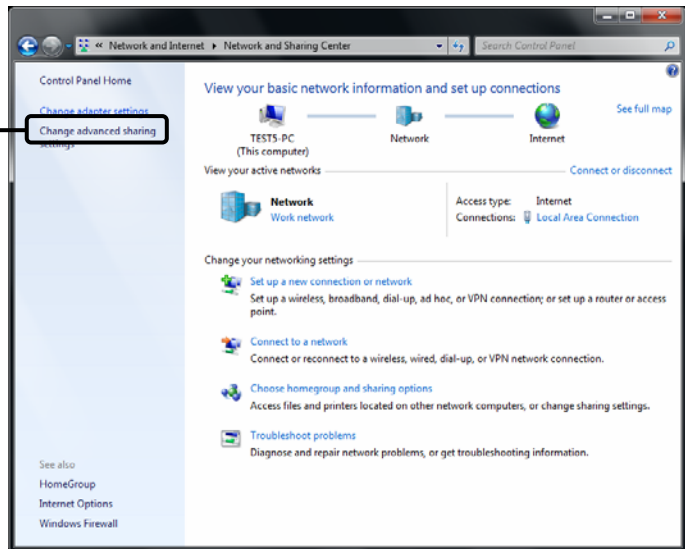 « Network and Internet ▸ Network and Sharing Center
Search Control Panel
Control Panel Home
Change adapter settings
Change advanced sharing
settings
View your basic network information and set up connections
See full map
TEST5-PC
(This computer)
Network
Internet
View your active networks
Connect or disconnect
Network
Work network
Access type: Internet
Connections: Local Area Connection
Change your networking settings
Set up a new connection or network
Set up a wireless, broadband, dial-up, ad hoc, or VPN connection; or set up a router or access
point.
Connect to a network
Connect or reconnect to a wireless, wired, dial-up, or VPN network connection.
Choose homegroup and sharing options
Access files and printers located on other network computers, or change sharing settings.
Troubleshoot problems
Diagnose and repair network problems, or get troubleshooting information.
See also
HomeGroup
Internet Options
Windows Firewall